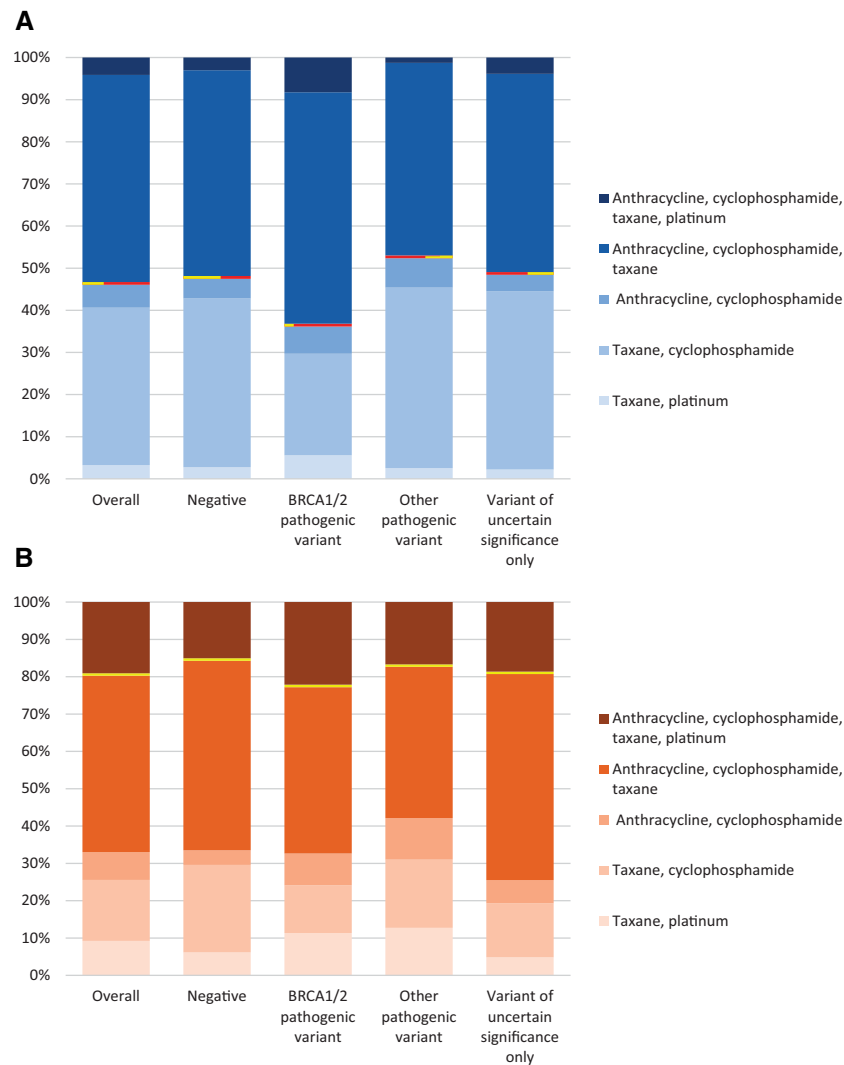 A
100%
90%
80%
70%
60%
50%
40%
30%
20%
10%
0%
Overall
Negative
BRCA1/2
pathogenic
variant
Other
pathogenic
variant
Variant of
uncertain
significance
only
Anthracycline, cyclophosphamide,
taxane, platinum
Anthracycline, cyclophosphamide,
taxane
Anthracycline, cyclophosphamide
Taxane, cyclophosphamide
Taxane, platinum
B
100%
90%
80%
70%
60%
50%
40%
30%
20%
10%
0%
Overall
Negative
BRCA1/2
pathogenic
variant
Other
pathogenic
variant
Variant of
uncertain
significance
only
Anthracycline, cyclophosphamide,
taxane, platinum
Anthracycline, cyclophosphamide,
taxane
Anthracycline, cyclophosphamide
Taxane, cyclophosphamide
Taxane, platinum